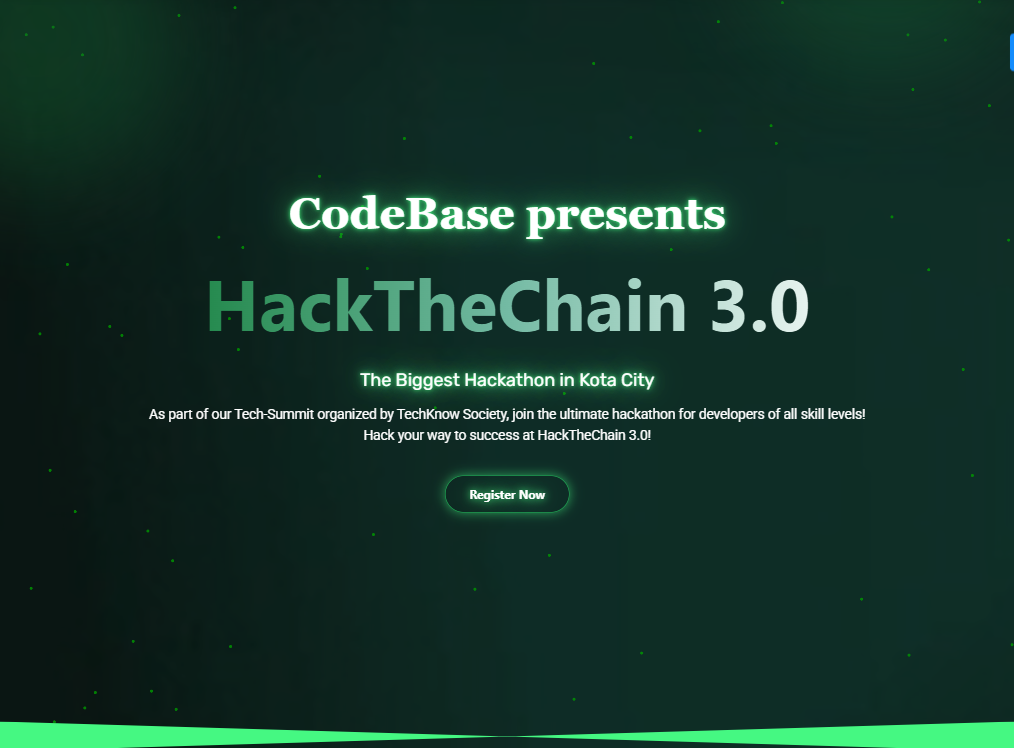 CodeBase presents
HackTheChain 3.0
The Biggest Hackathon in Kota City
As part of our Tech-Summit organized by TechKnow Society, join the ultimate hackathon for developers of all skill levels!
Hack your way to success at HackTheChain 3.0!
Register Now